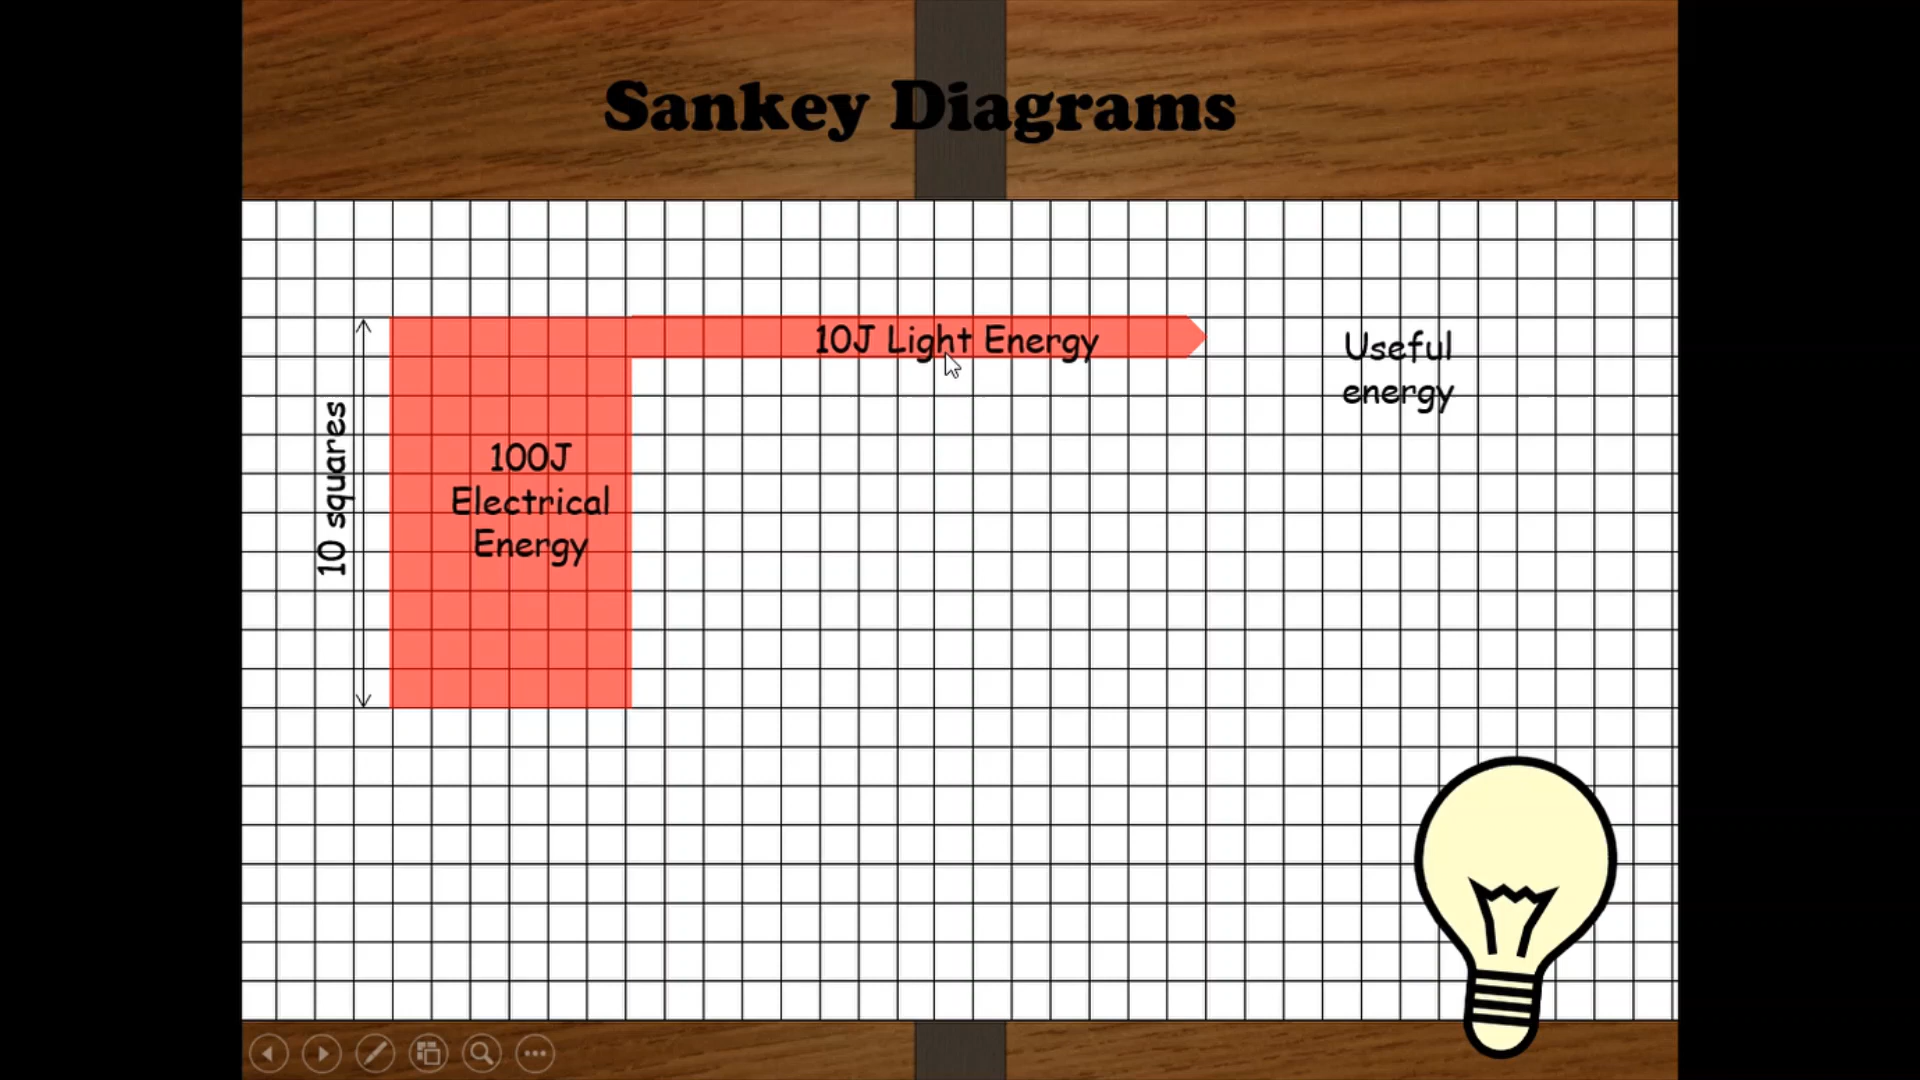 Sankey Diagrams
10J Light Energy
Useful
energy
10 squares
100J
Electrical
Energy